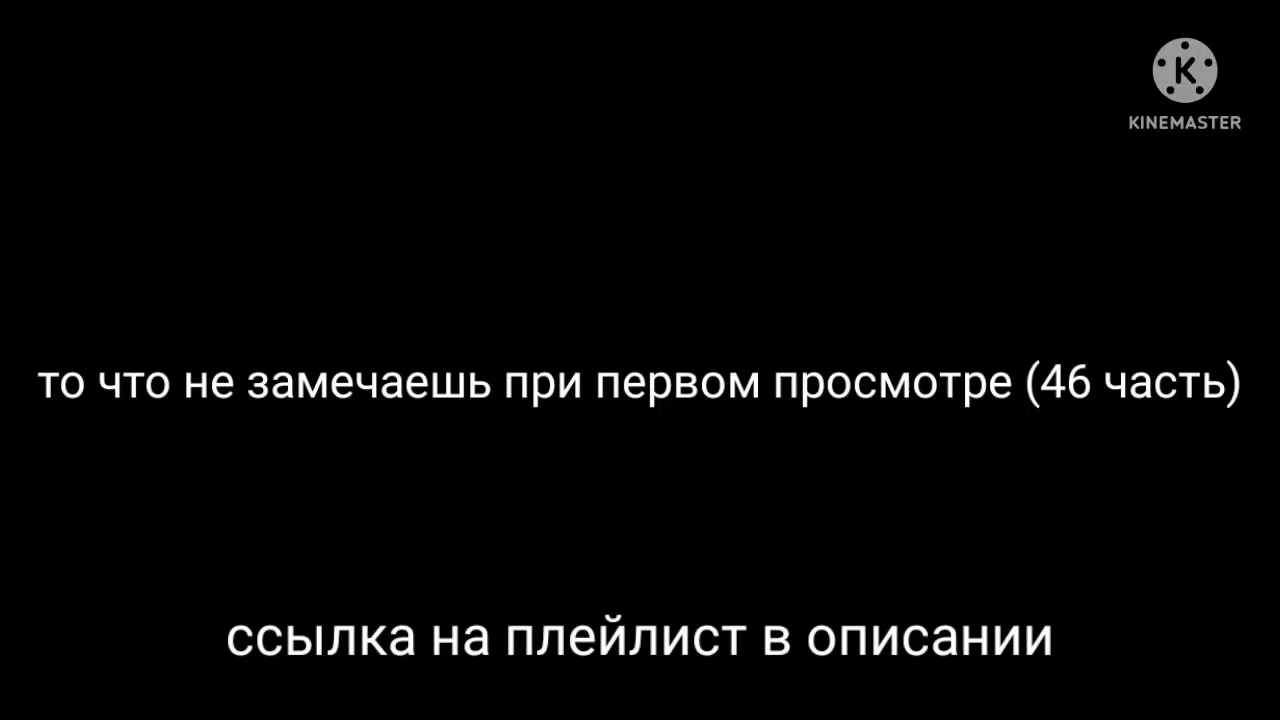 K
KINEMASTER
то что не замечаешь при первом просмотре (46 часть)
ссылка на плейлист в описании